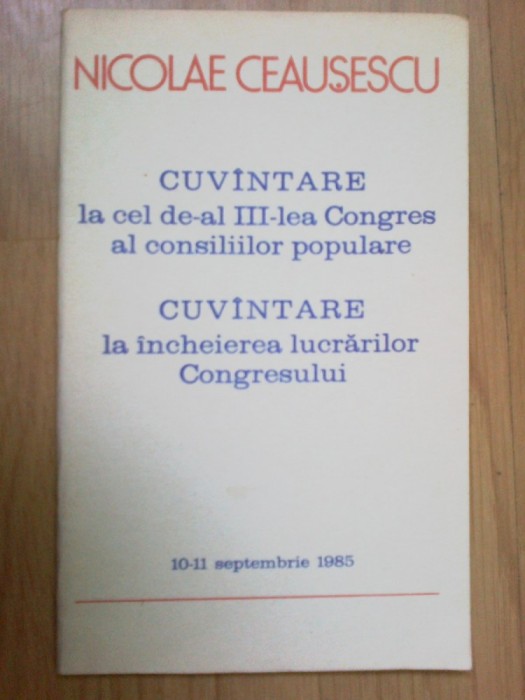 NICOLAE CEAUȘESCU
CUVÎNTARE
la cel de-al III-lea Congres
al consiliilor populare
CUVÎNTARE
la încheierea lucrărilor
Congresului
10-11 septembrie 1985